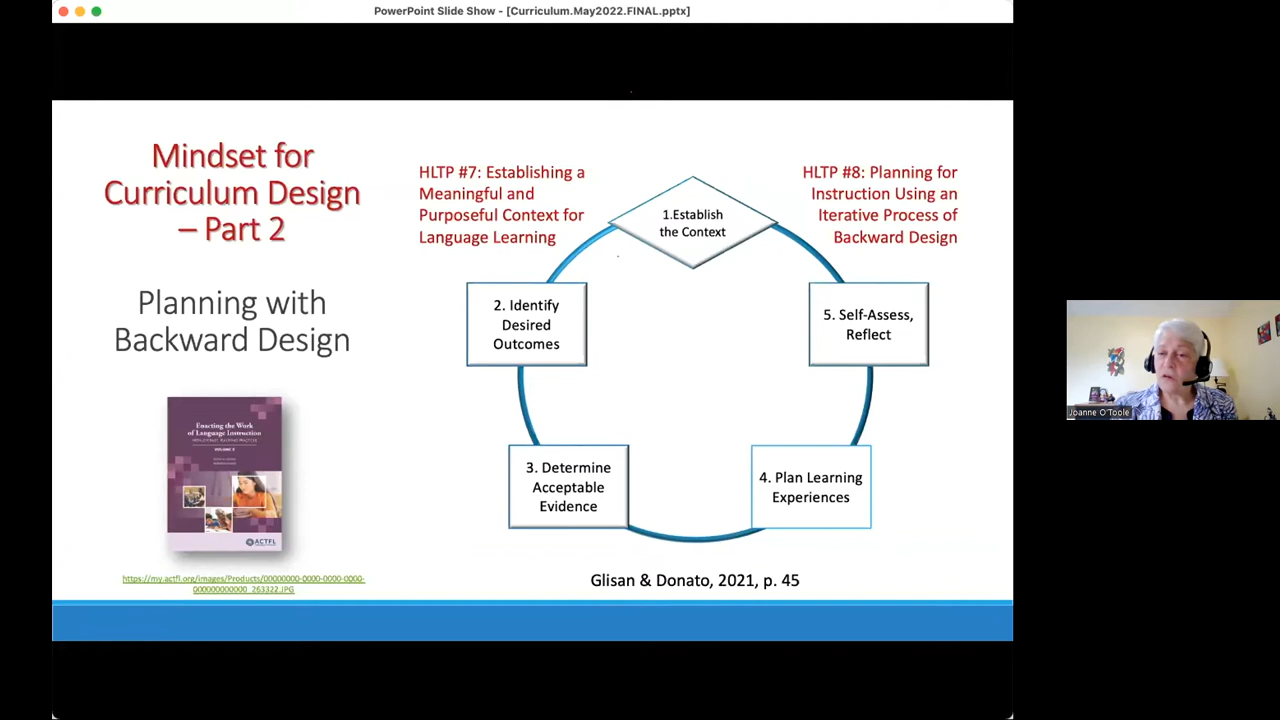 PowerPoint Slide Show - [Curriculum.May2022.FINAL.pptx]
Mindset for
Curriculum Design
– Part 2
Planning with
Backward Design
Enacting the Work
of Language Instruction
VOLUME 2
ACTFL
https://my.actfl.org/images/Products/00000000-0000-0000-0000-
000000000000_263322.JPG
HLTP #7: Establishing a
Meaningful and
Purposeful Context for
Language Learning
HLTP #8: Planning for
Instruction Using an
Iterative Process of
Backward Design
1.Establish
the Context
2. Identify
Desired
Outcomes
3. Determine
Acceptable
Evidence
4. Plan Learning
Experiences
5. Self-Assess,
Reflect
Glisan & Donato, 2021, p. 45
Joanne O'Toole